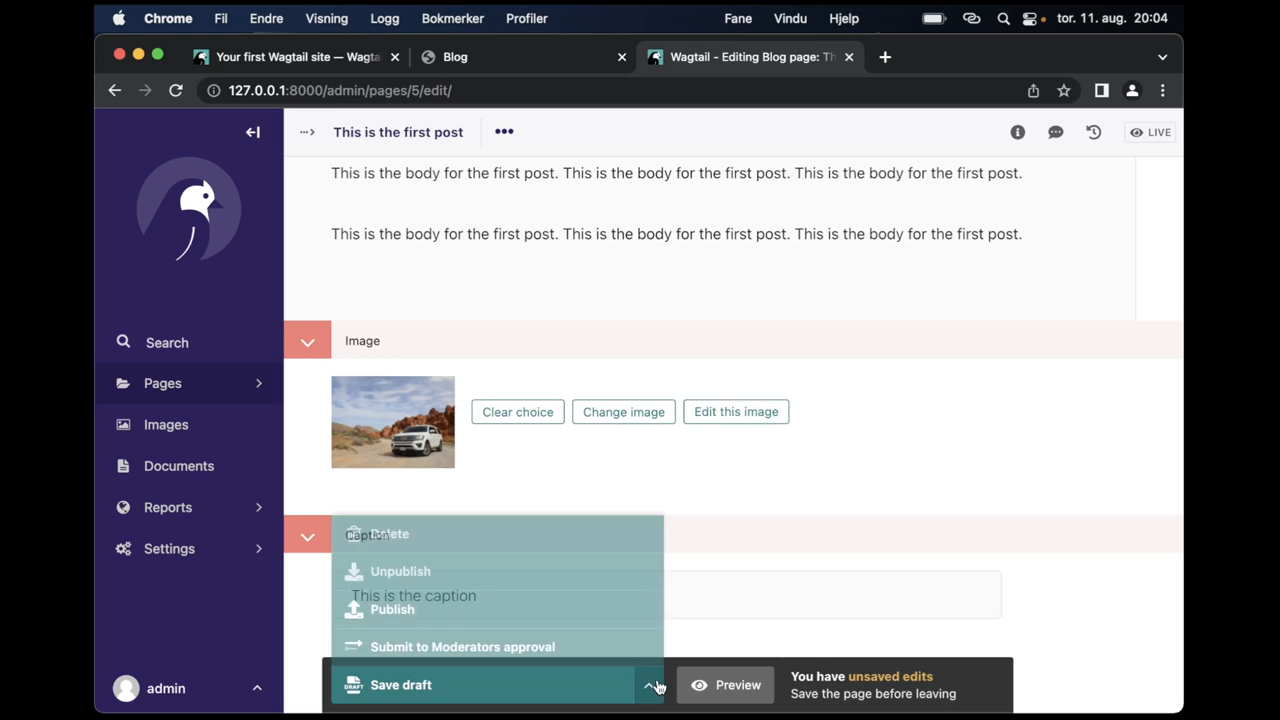 Chrome Fil Endre Visning Logg Bokmerker Profiler Fane Vindu Hjelp tor. 11. aug. 20:04
Your first Wagtail site — Wagta Blog Wagtail - Editing Blog page: Th
127.0.0.1:8000/admin/pages/5/edit/
This is the first post LIVE
This is the body for the first post. This is the body for the first post. This is the body for the first post.
This is the body for the first post. This is the body for the first post. This is the body for the first post.
Search
Image
Pages
Clear choice Change image Edit this image
Images
Documents
Reports
Settings
Caption
Delete
Unpublish
This is the caption
Publish
Submit to Moderators approval
DRAFT Save draft Preview
You have unsaved edits
Save the page before leaving
admin